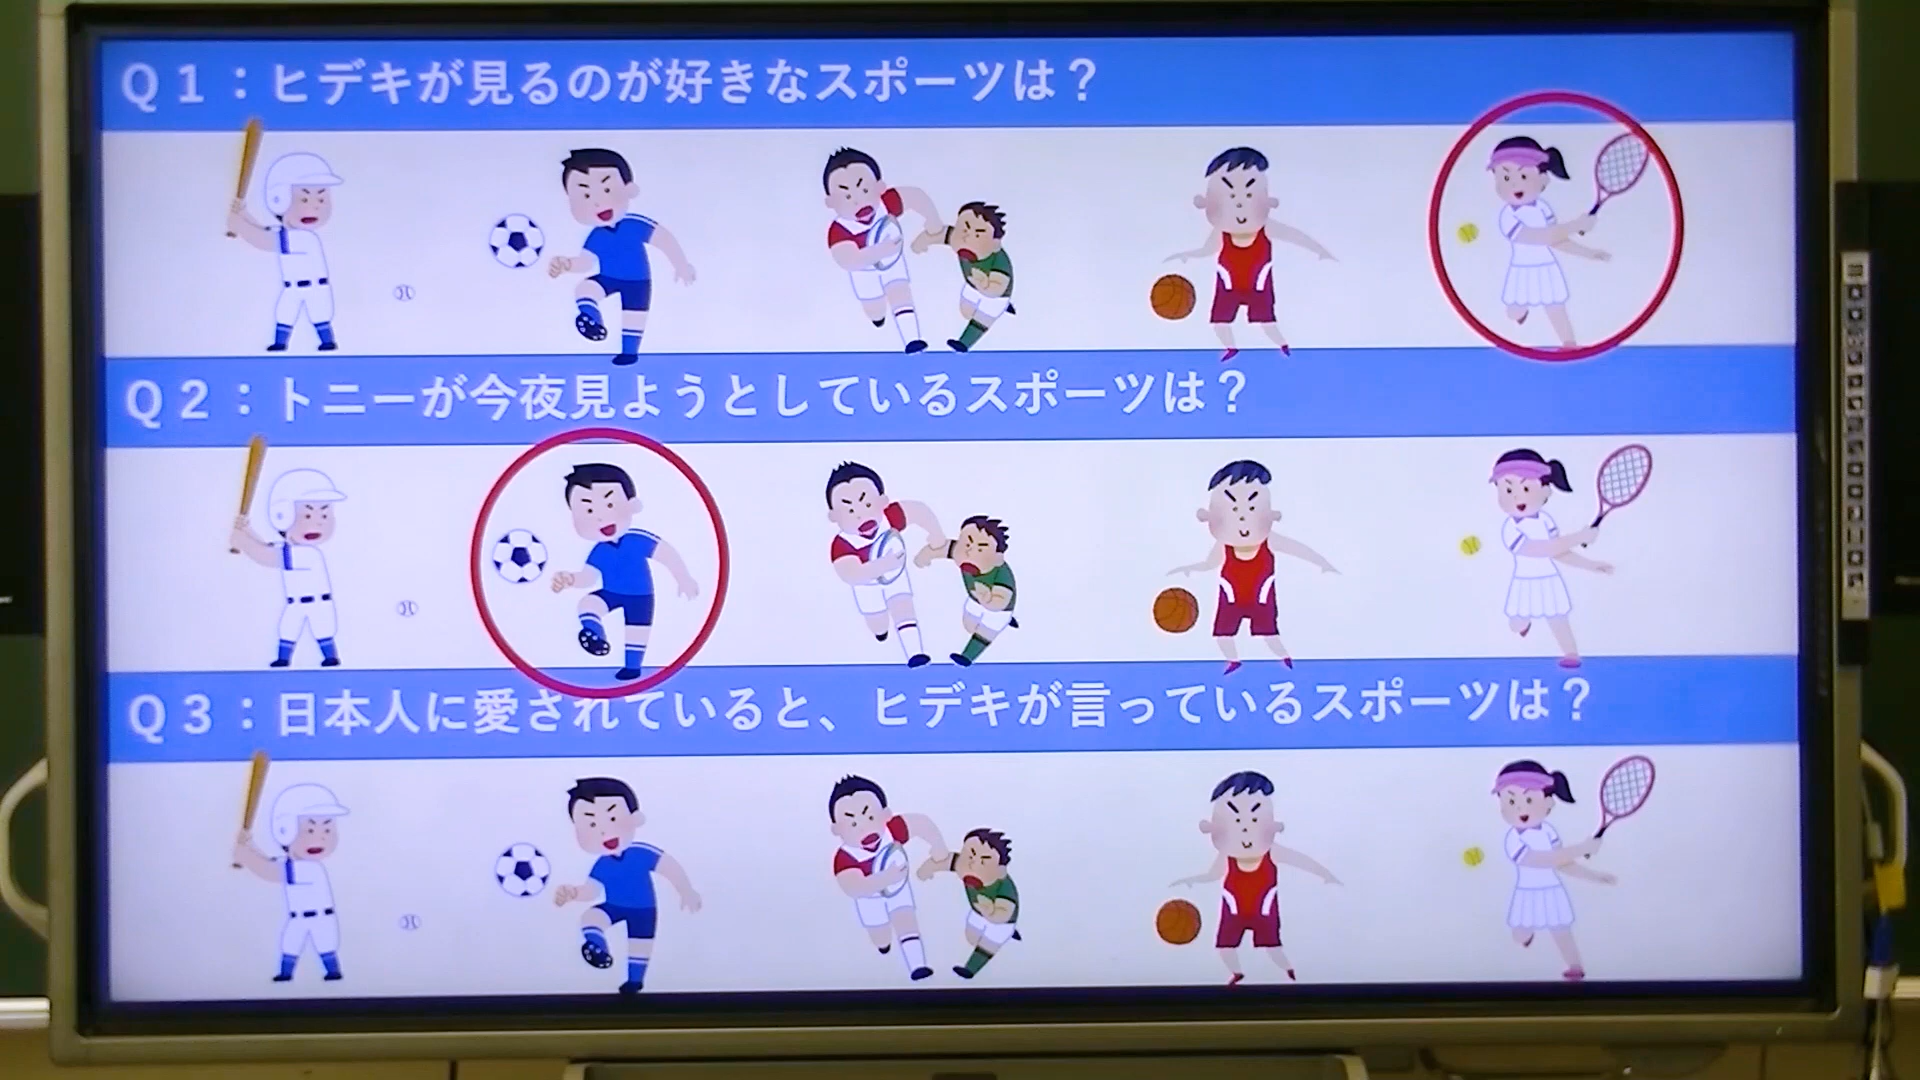 Q1:ヒデキが見るのが好きなスポーツは?
Q2:トニーが今夜見ようとしているスポーツは?
Q3:日本人に愛されていると、ヒデキが言っているスポーツは?